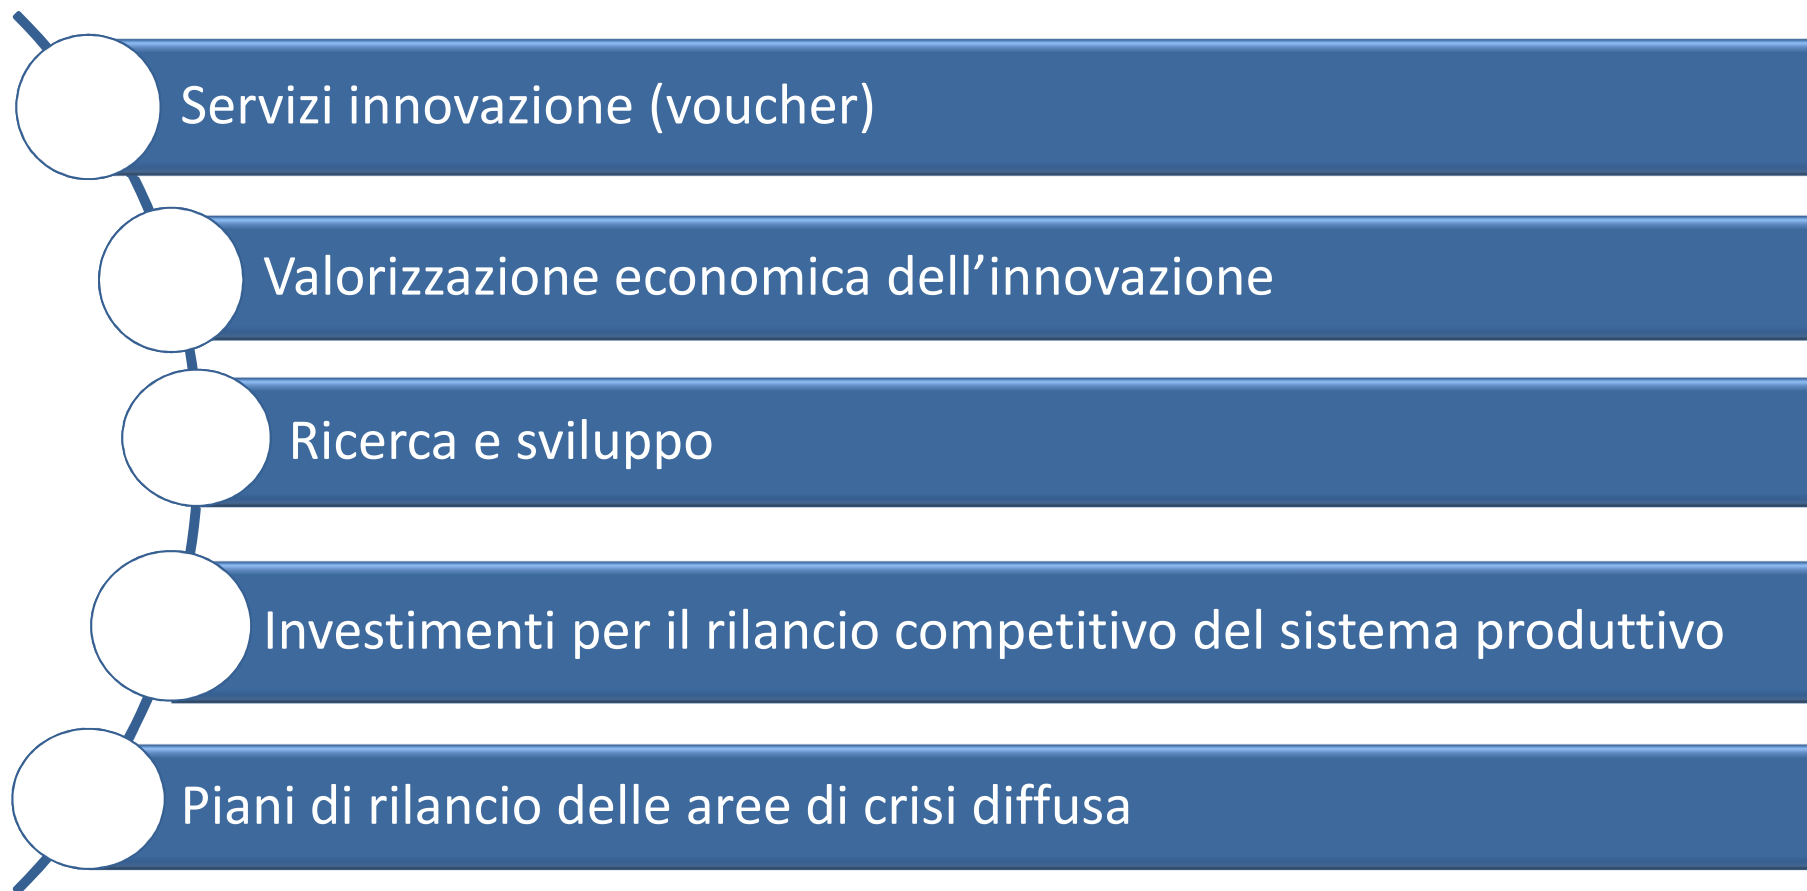 Servizi innovazione (voucher)
Valorizzazione economica dell’innovazione
Ricerca e sviluppo
Investimenti per il rilancio competitivo del sistema produttivo
Piani di rilancio delle aree di crisi diffusa